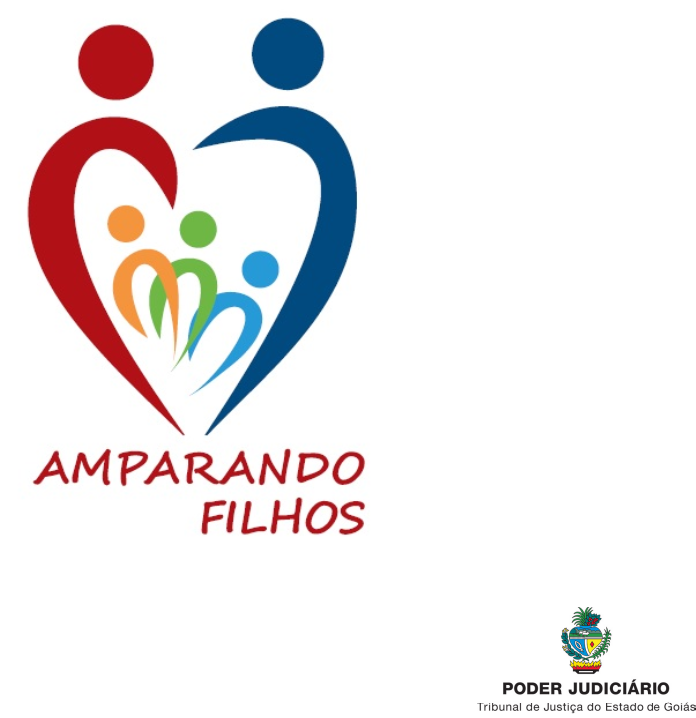 AMPARANDO
FILHOS
PODER JUDICIÁRIO
Tribunal de Justiça do Estado de Goiás